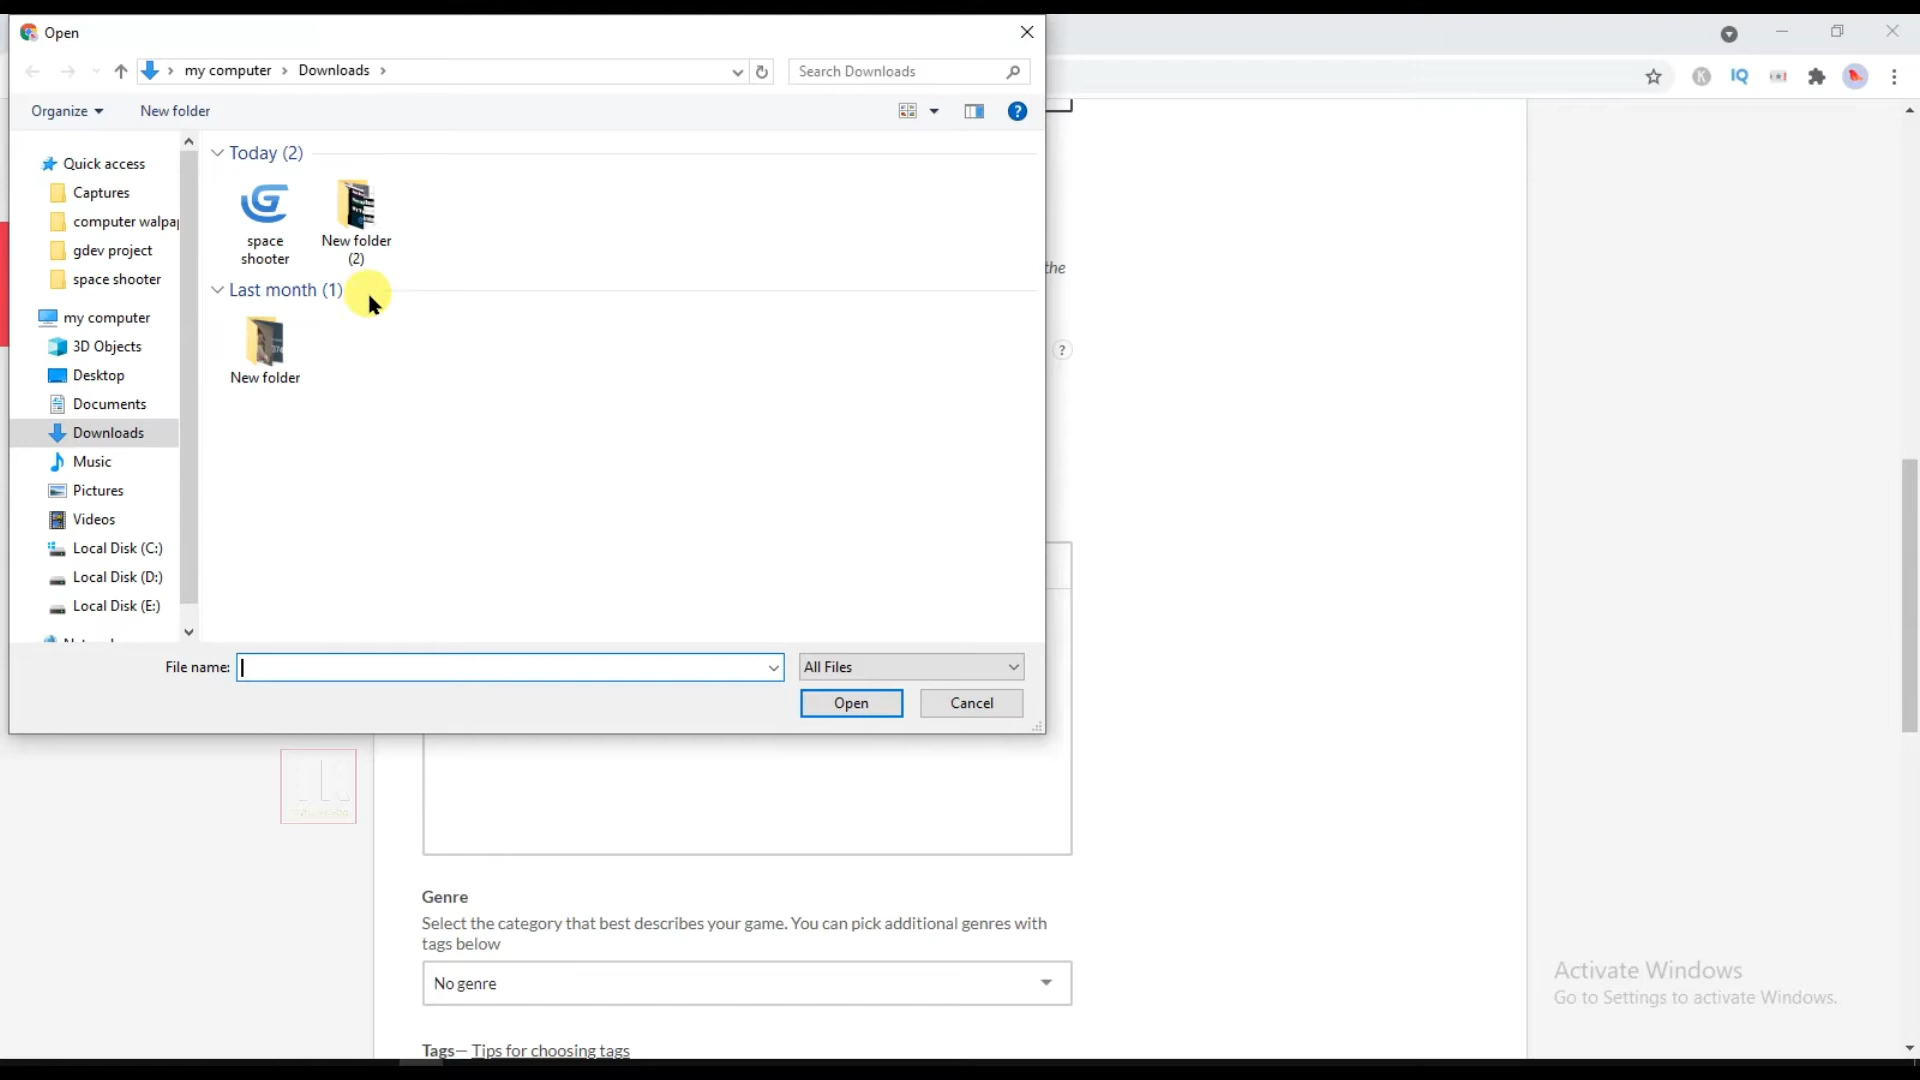 Open
my computer > Downloads >
Search Downloads
Organize
New folder
Quick access
Captures
computer walpa
gdev project
space shooter
my computer
3D Objects
Desktop
Documents
Downloads
Music
Pictures
Videos
Local Disk (C:)
Local Disk (D:)
Local Disk (E:)
Today (2)
space
shooter
New folder
(2)
Last month (1)
New folder
File name:
All Files
Open
Cancel
K
IQ
the
?
Genre
Select the category that best describes your game. You can pick additional genres with
tags below
No genre
Tags— Tips for choosing tags
Activate Windows
Go to Settings to activate Windows.